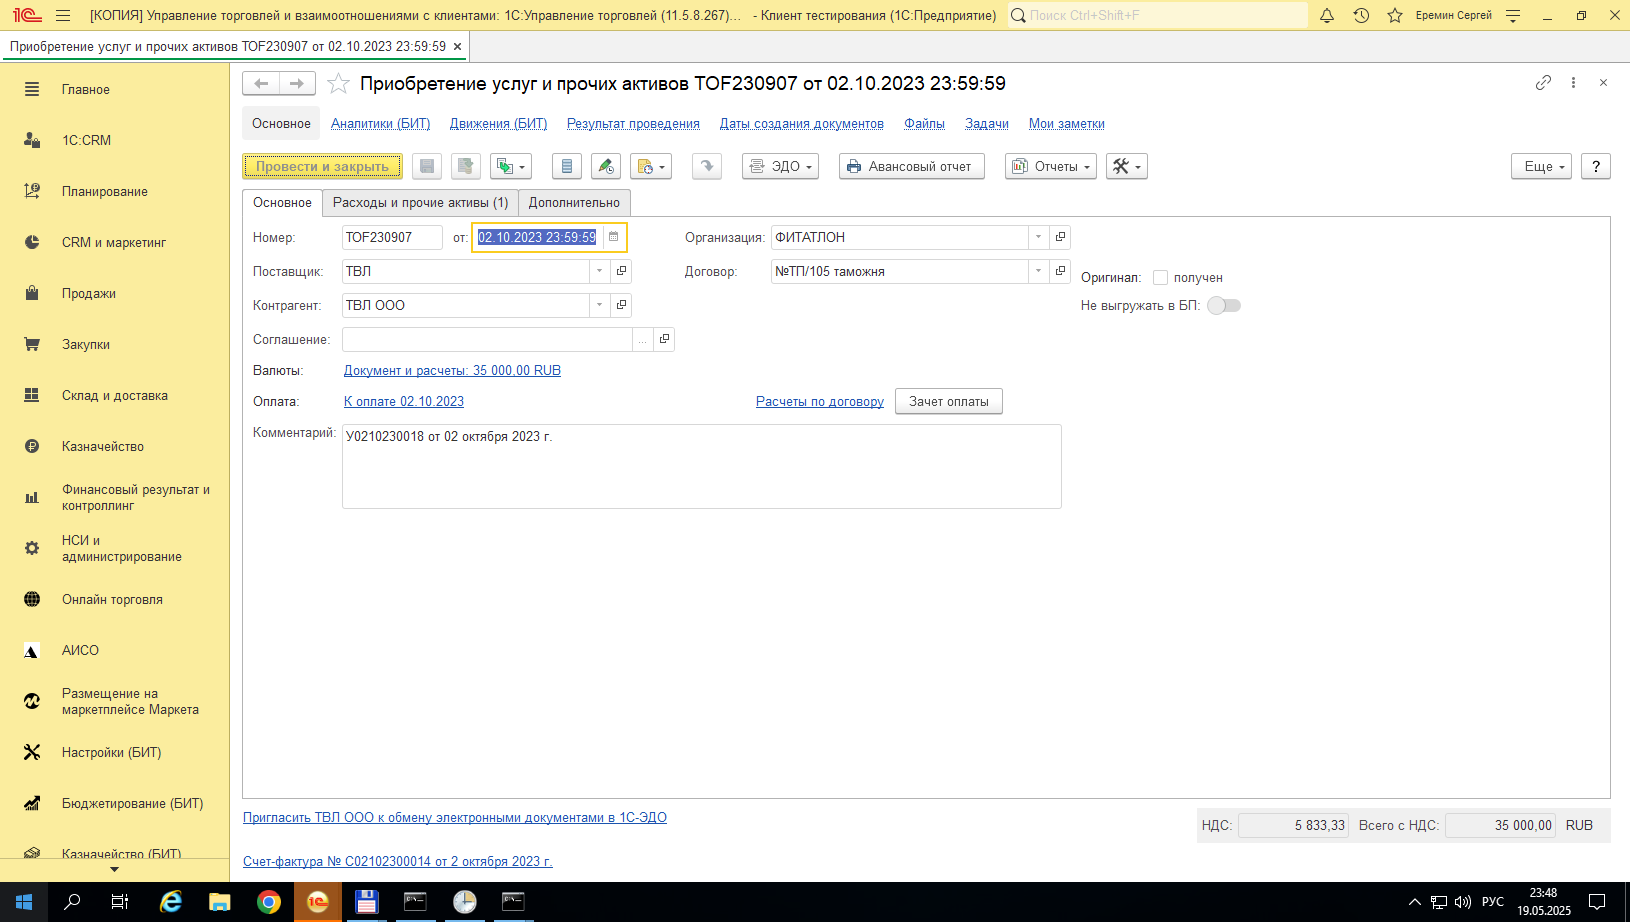 [КОПИЯ] Управление торговлей и взаимоотношениями с клиентами: 1С:Управление торговлей (11.5.8.267)... - Клиент тестирования (1С:Предприятие)
Поиск Ctrl+Shift+F
Еремин Сергей
Приобретение услуг и прочих активов TOF230907 от 02.10.2023 23:59:59
Главное
1C:CRM
Планирование
CRM и маркетинг
Продажи
Закупки
Склад и доставка
Казначейство
Финансовый результат и
контроллинг
НСИ и
администрирование
Онлайн торговля
АИСО
Размещение на
маркетплейсе Маркета
Настройки (БИТ)
Бюджетирование (БИТ)
Казначейство (БИТ)
Приобретение услуг и прочих активов TOF230907 от 02.10.2023 23:59:59
Основное Аналитики (БИТ) Движения (БИТ) Результат проведения Даты создания документов Файлы Задачи Мои заметки
Провести и закрыть ЭДО Авансовый отчет Отчеты Еще ?
Основное Расходы и прочие активы (1) Дополнительно
Номер: TOF230907 от: 02.10.2023 23:59:59 Организация: ФИТАТЛОН
Поставщик: ТВЛ Договор: №ТП/105 таможня Оригинал: получен
Контрагент: ТВЛ ООО Не выгружать в БП:
Соглашение: ...
Валюты: Документ и расчеты: 35 000,00 RUB
Оплата: К оплате 02.10.2023 Расчеты по договору Зачет оплаты
Комментарий: У0210230018 от 02 октября 2023 г.
Пригласить ТВЛ ООО к обмену электронными документами в 1С-ЭДО
НДС: 5 833,33 Всего с НДС: 35 000,00 RUB
Счет-фактура № С02102300014 от 2 октября 2023 г.
РУС
23:48
19.05.2025